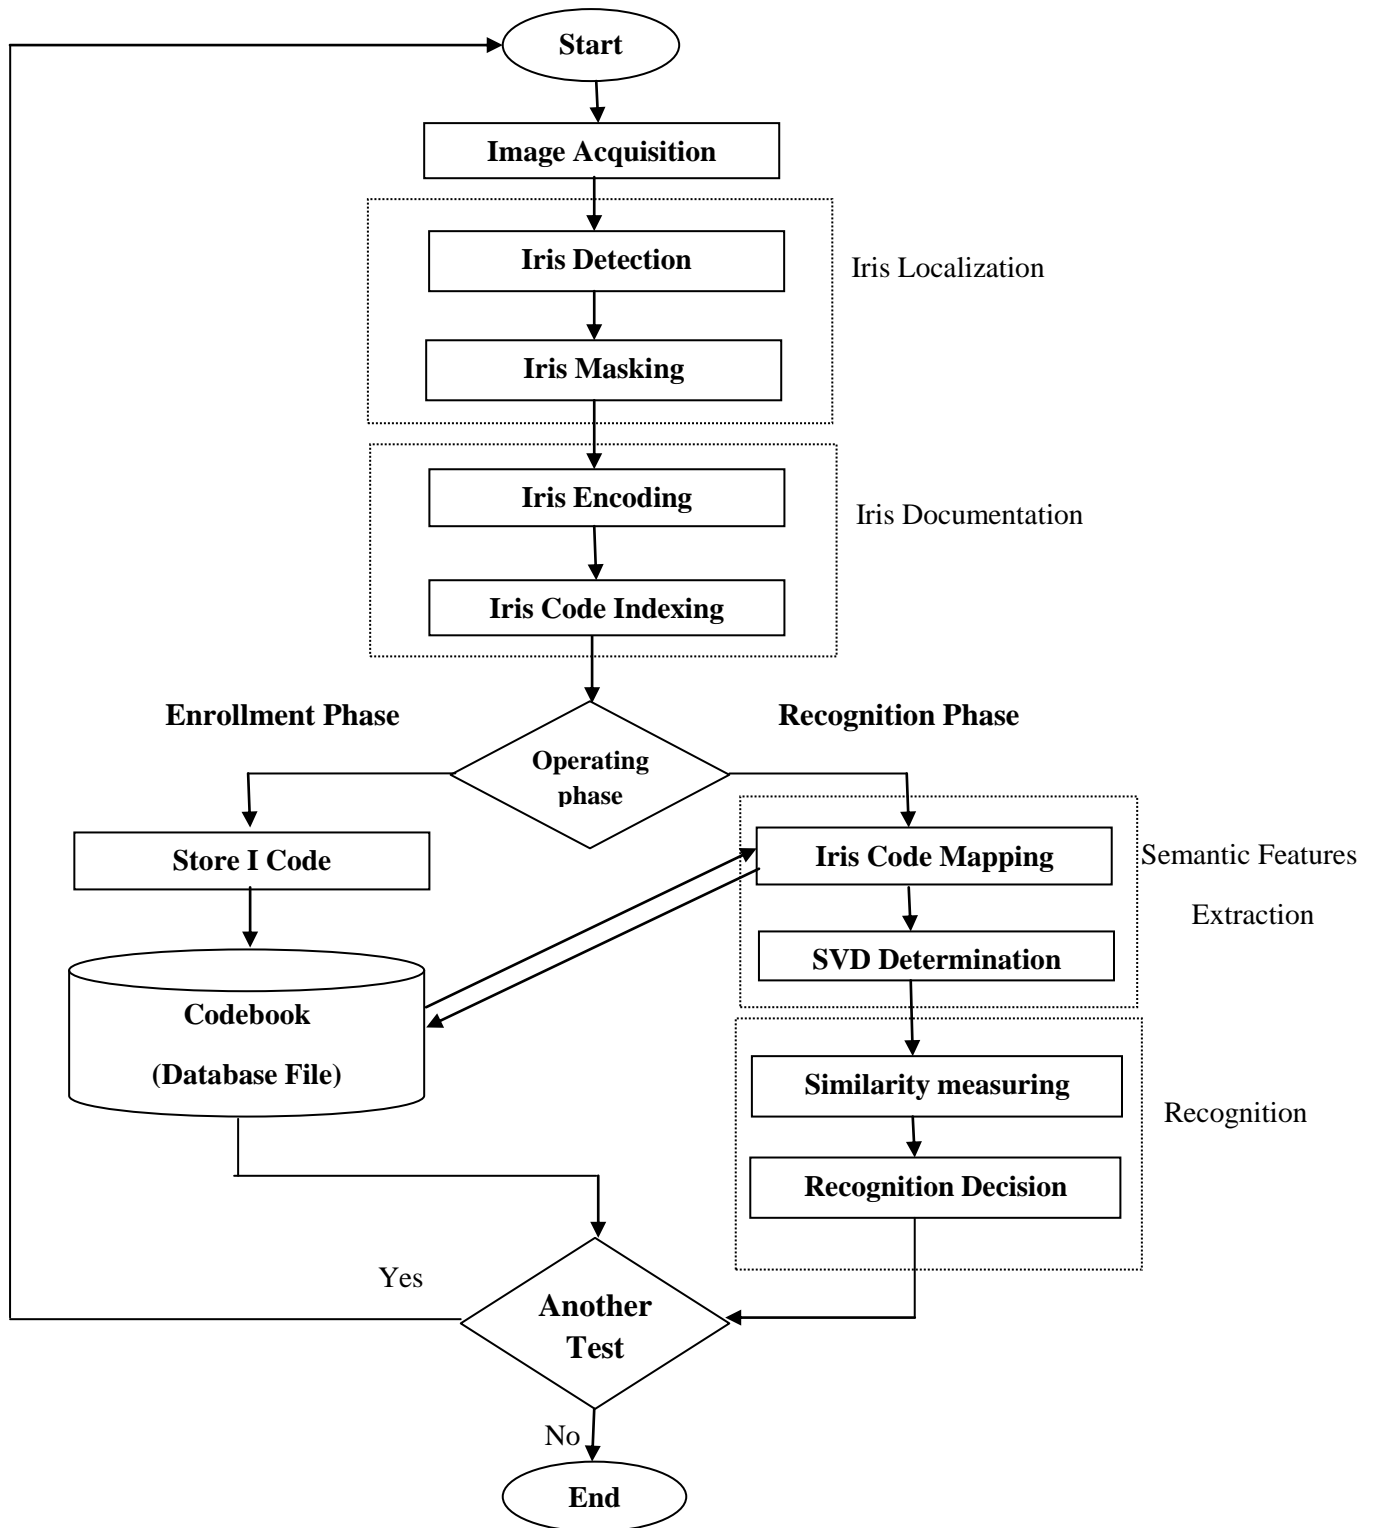 Start
Image Acquisition
Iris Detection
Iris Localization
Iris Masking
Iris Encoding
Iris Documentation
Iris Code Indexing
Enrollment Phase
Recognition Phase
Operating
phase
Store I Code
Iris Code Mapping
Semantic Features
Extraction
SVD Determination
Codebook
(Database File)
Similarity measuring
Recognition
Recognition Decision
Yes
Another
Test
No
End